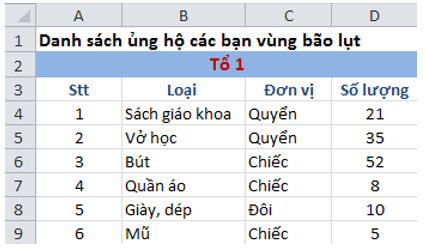 A B C D
1 Danh sách ủng hộ các bạn vùng bão lụt
2 Tổ 1
3 Stt Loại Đơn vị Số lượng
4 1 Sách giáo khoa Quyển 21
5 2 Vở học Quyển 35
6 3 Bút Chiếc 52
7 4 Quần áo Chiếc 8
8 5 Giày, dép Đôi 10
9 6 Mũ Chiếc 5